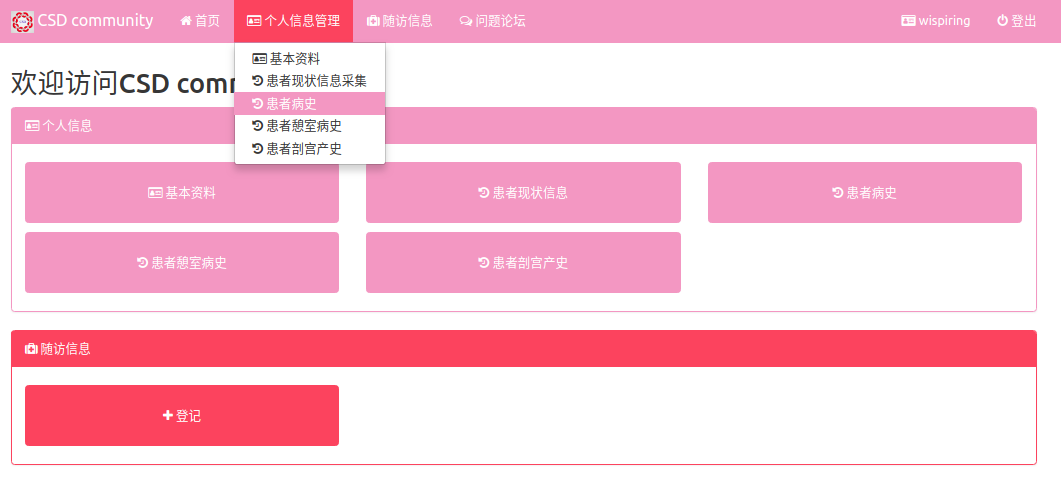 CSD community 首页 个人信息管理 随访信息 问题论坛 wispiring 登出
基本资料
患者现状信息采集
患者病史
患者憩室病史
患者剖宫产史
欢迎访问CSD comm
个人信息
基本资料 患者现状信息 患者病史
患者憩室病史 患者剖宫产史
随访信息
登记